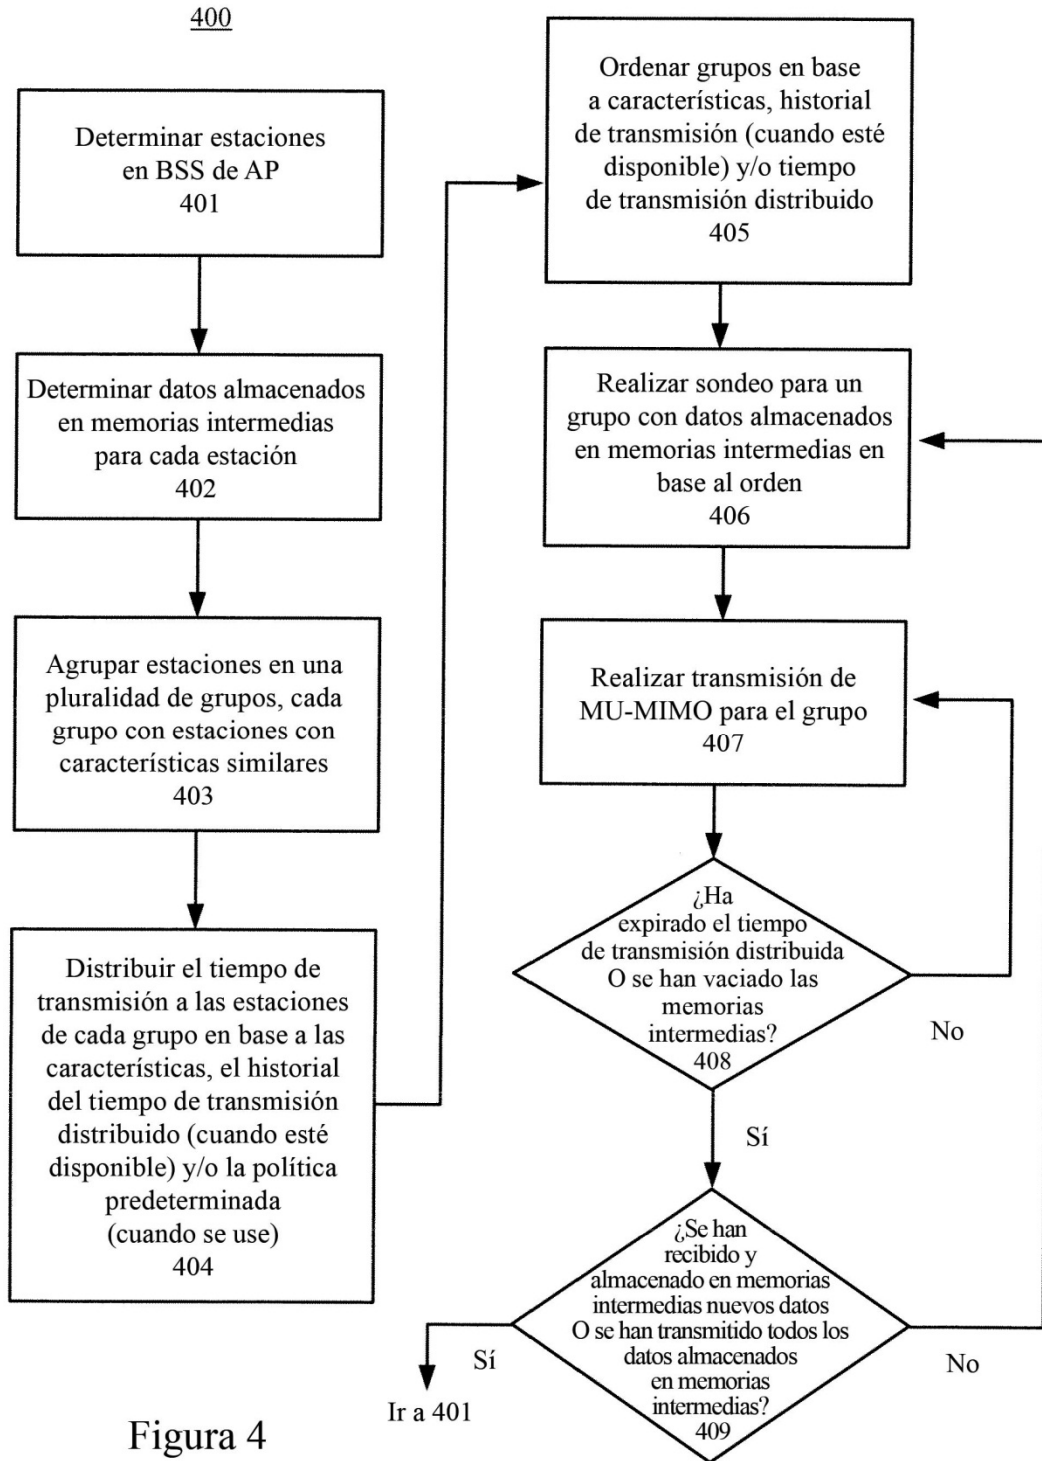 400
Determinar estaciones
en BSS de AP
401
Determinar datos almacenados
en memorias intermedias
para cada estación
402
Agrupar estaciones en una
pluralidad de grupos, cada
grupo con estaciones con
características similares
403
Distribuir el tiempo de
transmisión a las estaciones
de cada grupo en base a las
características, el historial
del tiempo de transmisión
distribuido (cuando esté
disponible) y/o la política
predeterminada
(cuando se use)
404
Ordenar grupos en base
a características, historial
de transmisión (cuando esté
disponible) y/o tiempo
de transmisión distribuido
405
Realizar sondeo para un
grupo con datos almacenados
en memorias intermedias en
base al orden
406
Realizar transmisión de
MU-MIMO para el grupo
407
¿Ha
expirado el tiempo
de transmisión distribuida
O se han vaciado las
memorias
intermedias?
408
No
Sí
¿Se han
recibido y
almacenado en memorias
intermedias nuevos datos
O se han transmitido todos los
datos almacenados
en memorias
intermedias?
409
Sí
No
Ir a 401
Figura 4